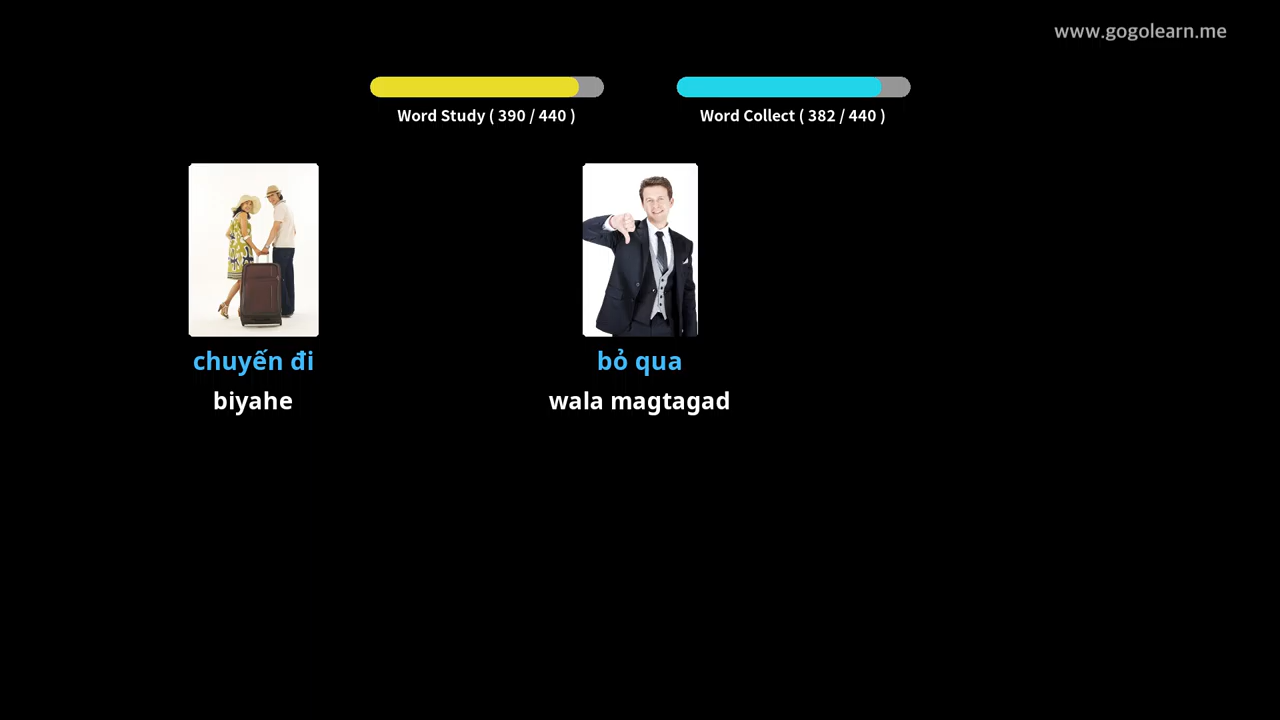 www.gogolearn.me
Word Study ( 390 / 440 )
Word Collect ( 382 / 440 )
chuyến đi
biyahe
bỏ qua
wala magtagad